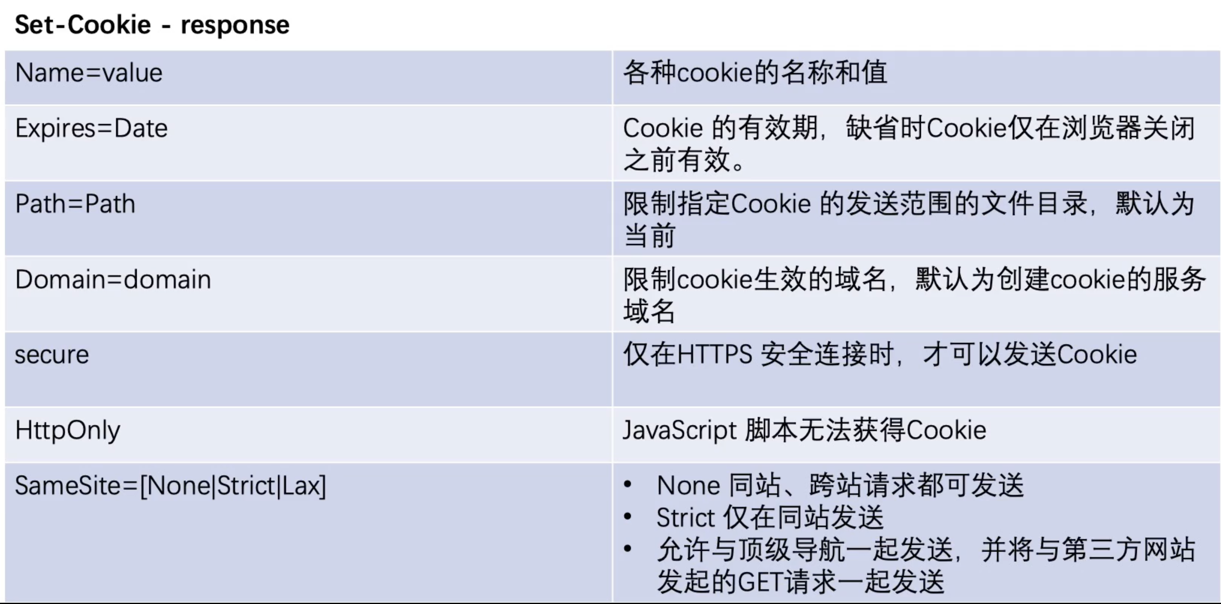 Set-Cookie - response
Name=value
各种cookie的名称和值
Expires=Date
Cookie 的有效期，缺省时Cookie仅在浏览器关闭
之前有效。
Path=Path
限制指定Cookie 的发送范围的文件目录，默认为
当前
Domain=domain
限制cookie生效的域名，默认为创建cookie的服务
域名
secure
仅在HTTPS 安全连接时，才可以发送Cookie
HttpOnly
JavaScript 脚本无法获得Cookie
SameSite=[None|Strict|Lax]
• None 同站、跨站请求都可发送
• Strict 仅在同站发送
• 允许与顶级导航一起发送，并将与第三方网站
发起的GET请求一起发送